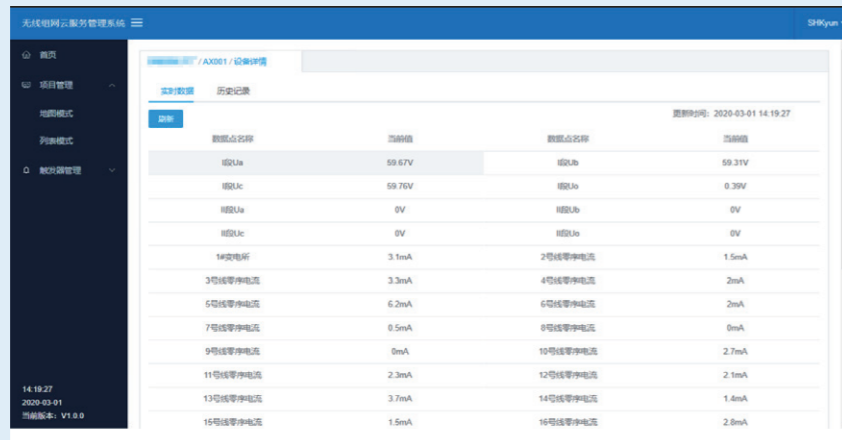 无线组网云服务管理系统 SHKyun
首页
项目管理
地图模式
列表模式
触发器管理
14:19:27
2020-03-01
当前版本：V1.0.0
/AX001/设备详情
实时数据 历史记录
刷新 更新时间：2020-03-01 14:19:27
数据点名称 当前值 数据点名称 当前值
I段Ua 59.67V I段Ub 59.31V
I段Uc 59.76V I段Uo 0.39V
II段Ua 0V II段Ub 0V
II段Uc 0V II段Uo 0V
1#变电所 3.1mA 2号线零序电流 1.5mA
3号线零序电流 3.3mA 4号线零序电流 2mA
5号线零序电流 6.2mA 6号线零序电流 2mA
7号线零序电流 0.5mA 8号线零序电流 0mA
9号线零序电流 0mA 10号线零序电流 2.7mA
11号线零序电流 2.3mA 12号线零序电流 2.1mA
13号线零序电流 3.7mA 14号线零序电流 1.4mA
15号线零序电流 1.5mA 16号线零序电流 2.8mA